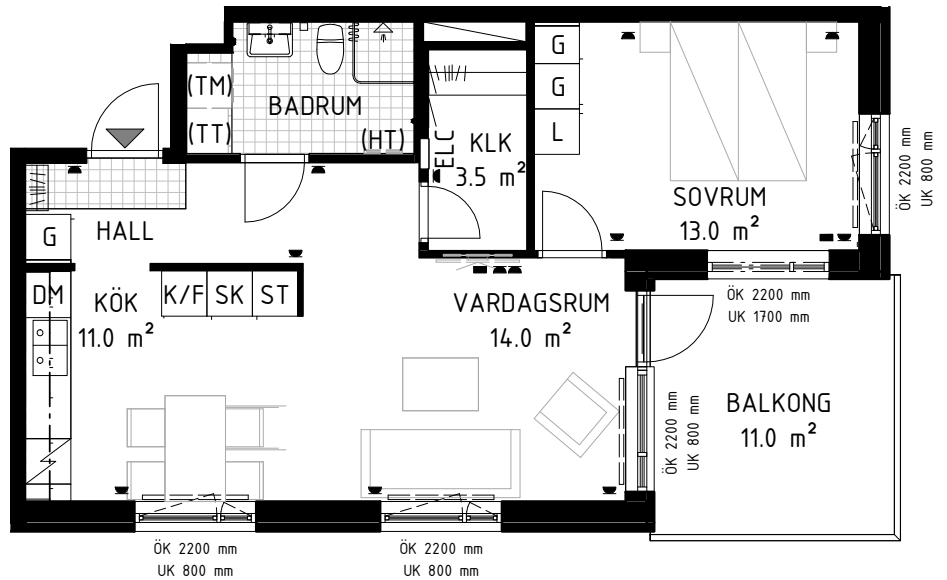 (TM)
(TT)
BADRUM
(HT)
ELC
KLK
3.5 m²
G
G
L
SOVRUM
13.0 m²
ÖK 2200 mm
UK 800 mm
G
HALL
DM
KÖK
11.0 m²
K/F
SK
ST
VARDAGSRUM
14.0 m²
ÖK 2200 mm
UK 1700 mm
BALKONG
11.0 m²
ÖK 2200 mm
UK 800 mm
ÖK 2200 mm
UK 800 mm
ÖK 2200 mm
UK 800 mm